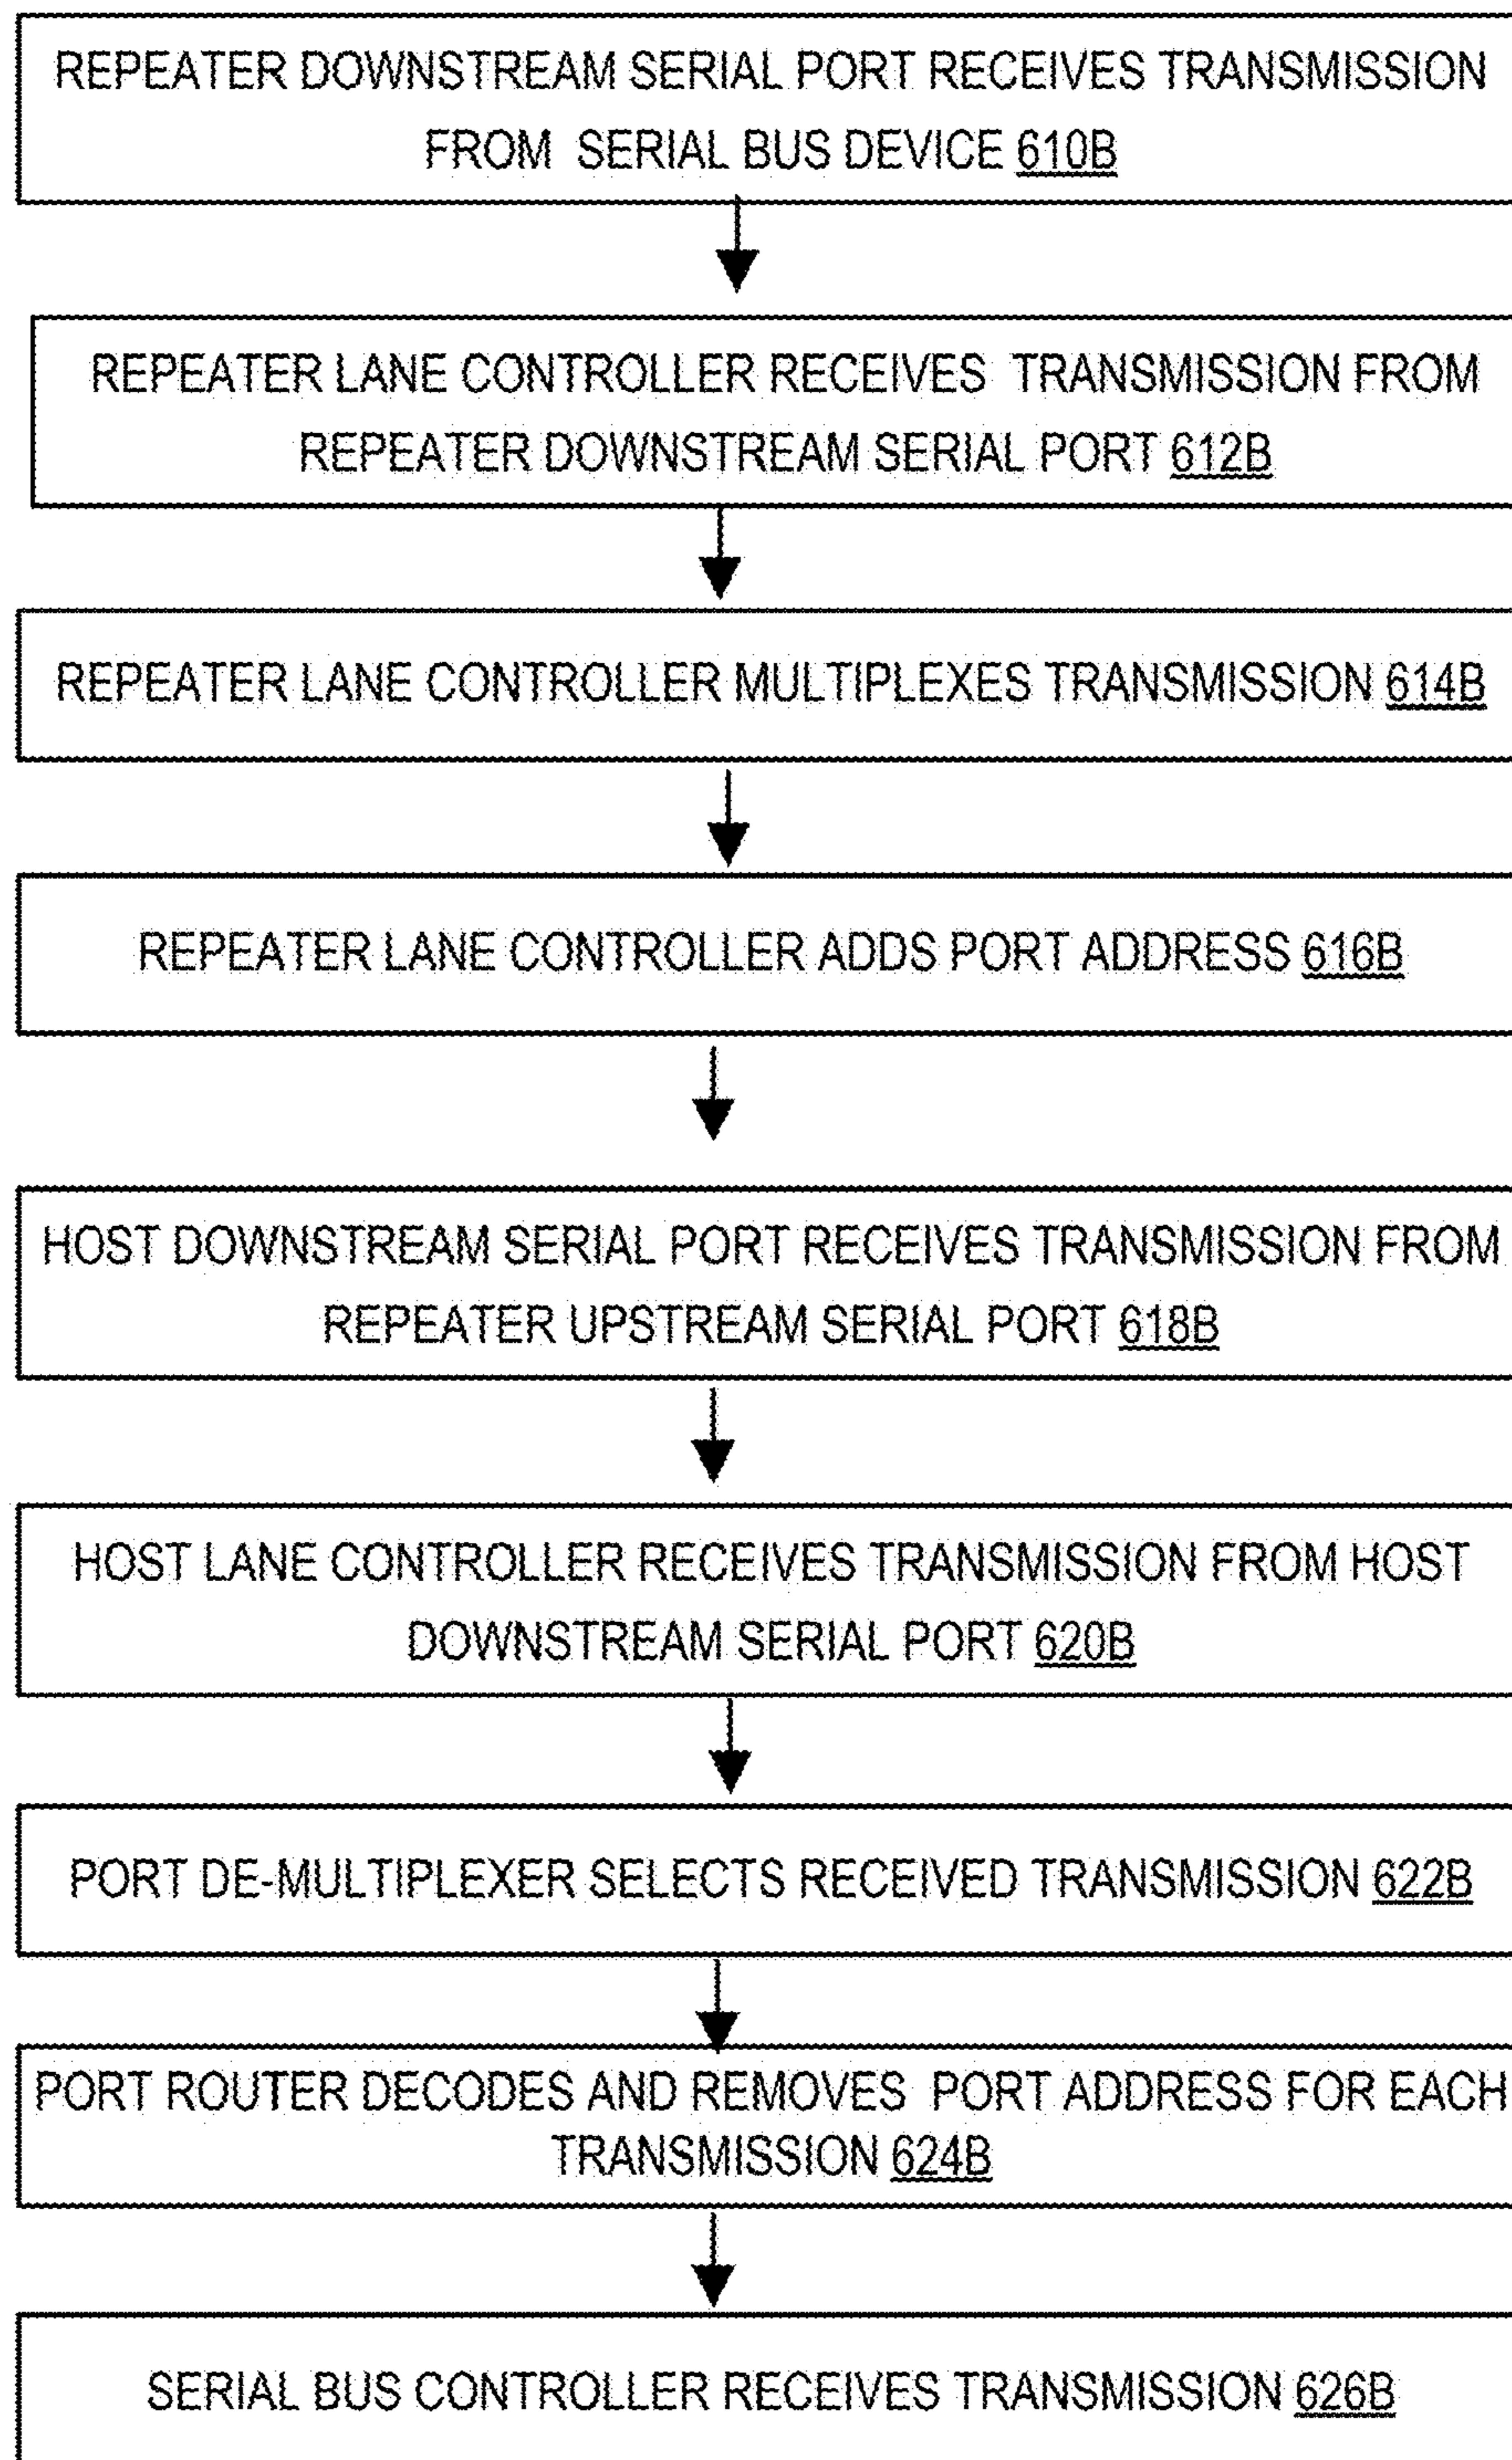 REPEATER DOWNSTREAM SERIAL PORT RECEIVES TRANSMISSION
FROM SERIAL BUS DEVICE 610B
REPEATER LANE CONTROLLER RECEIVES TRANSMISSION FROM
REPEATER DOWNSTREAM SERIAL PORT 612B
REPEATER LANE CONTROLLER MULTIPLEXES TRANSMISSION 614B
REPEATER LANE CONTROLLER ADDS PORT ADDRESS 616B
HOST DOWNSTREAM SERIAL PORT RECEIVES TRANSMISSION FROM
REPEATER UPSTREAM SERIAL PORT 618B
HOST LANE CONTROLLER RECEIVES TRANSMISSION FROM HOST
DOWNSTREAM SERIAL PORT 620B
PORT DE-MULTIPLEXER SELECTS RECEIVED TRANSMISSION 622B
PORT ROUTER DECODES AND REMOVES PORT ADDRESS FOR EACH
TRANSMISSION 624B
SERIAL BUS CONTROLLER RECEIVES TRANSMISSION 626B